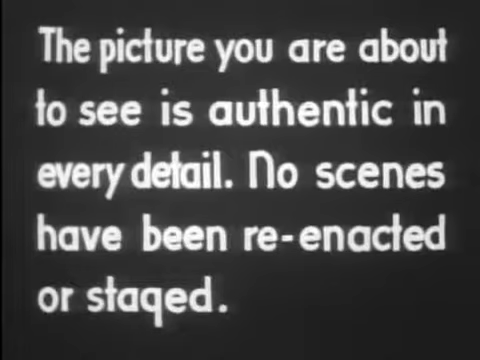 The picture you are about
to see is authentic in
every detail. No scenes
have been re-enacted
or staged.